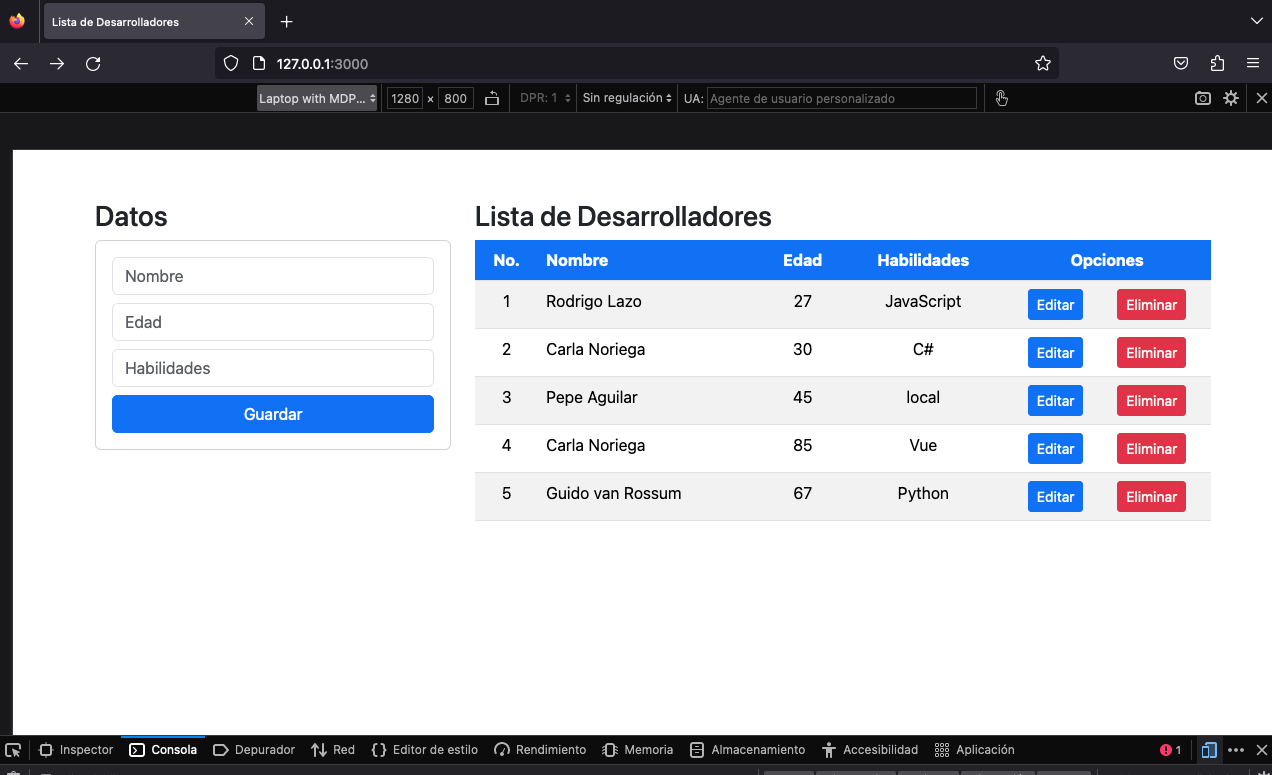 Lista de Desarrolladores
127.0.0.1:3000
Laptop with MDP... 1280 × 800 DPR: 1 Sin regulación UA: Agente de usuario personalizado
Datos
Nombre
Edad
Habilidades
Guardar
Lista de Desarrolladores
No. Nombre Edad Habilidades Opciones
1 Rodrigo Lazo 27 JavaScript Editar Eliminar
2 Carla Noriega 30 C# Editar Eliminar
3 Pepe Aguilar 45 local Editar Eliminar
4 Carla Noriega 85 Vue Editar Eliminar
5 Guido van Rossum 67 Python Editar Eliminar
Inspector Consola Depurador Red Editor de estilo Rendimiento Memoria Almacenamiento Accesibilidad Aplicación 1